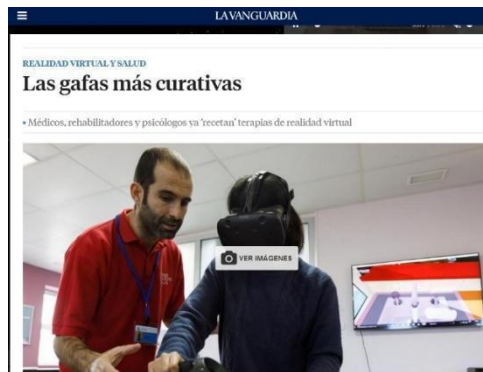 LA VANGUARDIA
REALIDAD VIRTUAL Y SALUD
Las gafas más curativas
Médicos, rehabilitadores y psicólogos ya 'recetan' terapias de realidad virtual
VER IMÁGENES